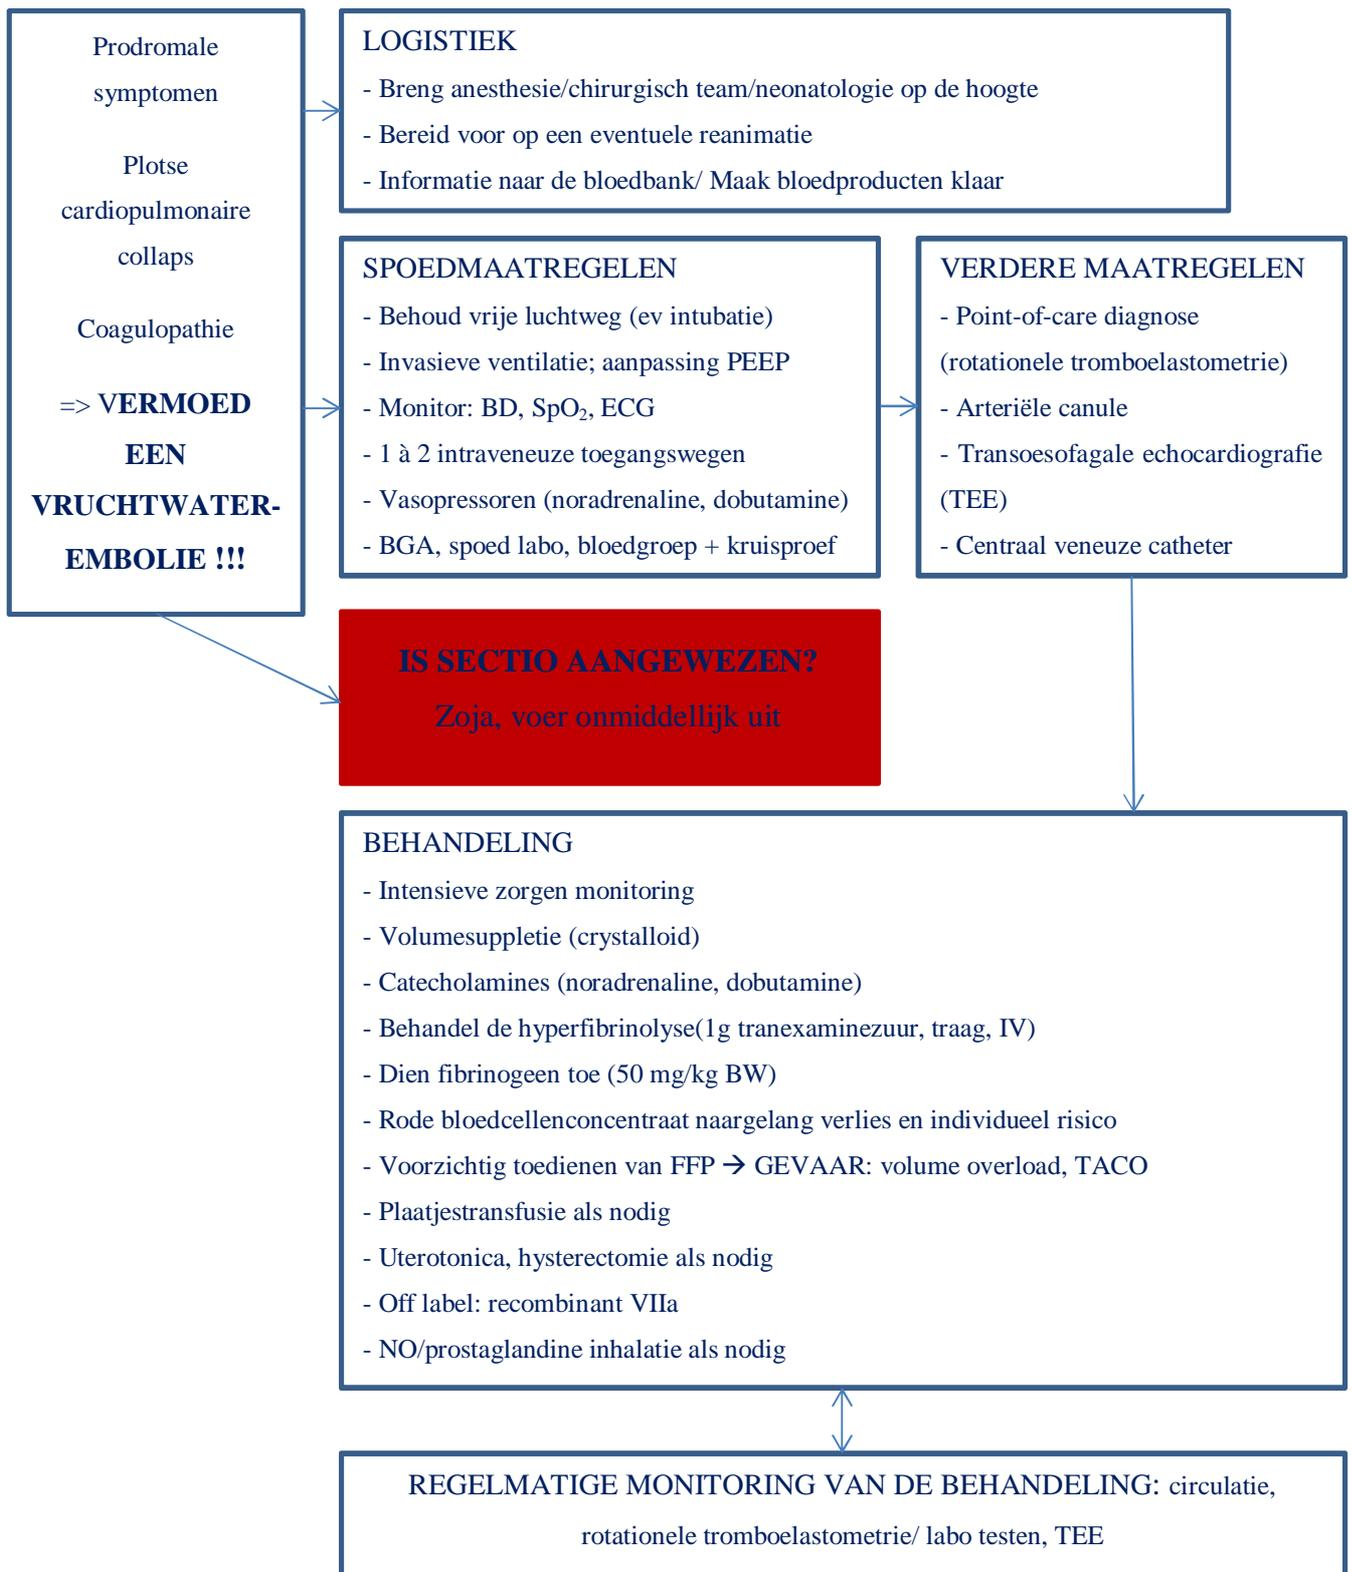 Prodromale
symptomen
Plotse
cardiopulmonaire
collaps
Coagulopathie
=> VERMOED
EEN
VRUCHTWATER-
EMBOLIE !!!
LOGISTIEK
- Breng anesthesie/chirurgisch team/neonatologie op de hoogte
- Bereid voor op een eventuele reanimatie
- Informatie naar de bloedbank/ Maak bloedproducten klaar
SPOEDMAATREGELEN
- Behoud vrije luchtweg (ev intubatie)
- Invasieve ventilatie; aanpassing PEEP
- Monitor: BD, SpO₂, ECG
- 1 à 2 intraveneuze toegangswegen
- Vasopressoren (noradrenaline, dobutamine)
- BGA, spoed labo, bloedgroep + kruisproef
VERDERE MAATREGELEN
- Point-of-care diagnose
(rotationele tromboelastometrie)
- Arteriële canule
- Transoesofagale echocardiografie
(TEE)
- Centraal veneuze catheter
IS SECTIO AANGEWEZEN?
Zoja, voer onmiddellijk uit
BEHANDELING
- Intensieve zorgen monitoring
- Volumesuppletie (crystalloid)
- Catecholamines (noradrenaline, dobutamine)
- Behandel de hyperfibrinolyse(1g tranexaminezuur, traag, IV)
- Dien fibrinogeen toe (50 mg/kg BW)
- Rode bloedcellenconcentraat naargelang verlies en individueel risico
- Voorzichtig toedienen van FFP → GEVAAR: volume overload, TACO
- Plaatjestransfusie als nodig
- Uterotonica, hysterectomie als nodig
- Off label: recombinant VIIa
- NO/prostaglandine inhalatie als nodig
REGELMATIGE MONITORING VAN DE BEHANDELING: circulatie,
rotationele tromboelastometrie/ labo testen, TEE